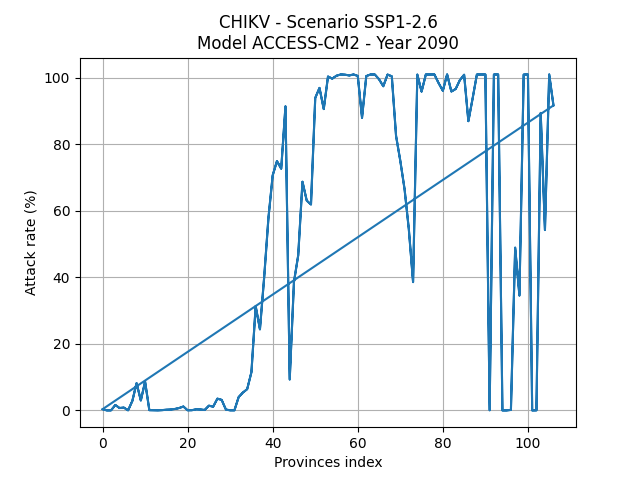 CHIKV - Scenario SSP1-2.6
Model ACCESS-CM2 - Year 2090
Attack rate (%)
100
80
60
40
20
0
0 20 40 60 80 100
Provinces index